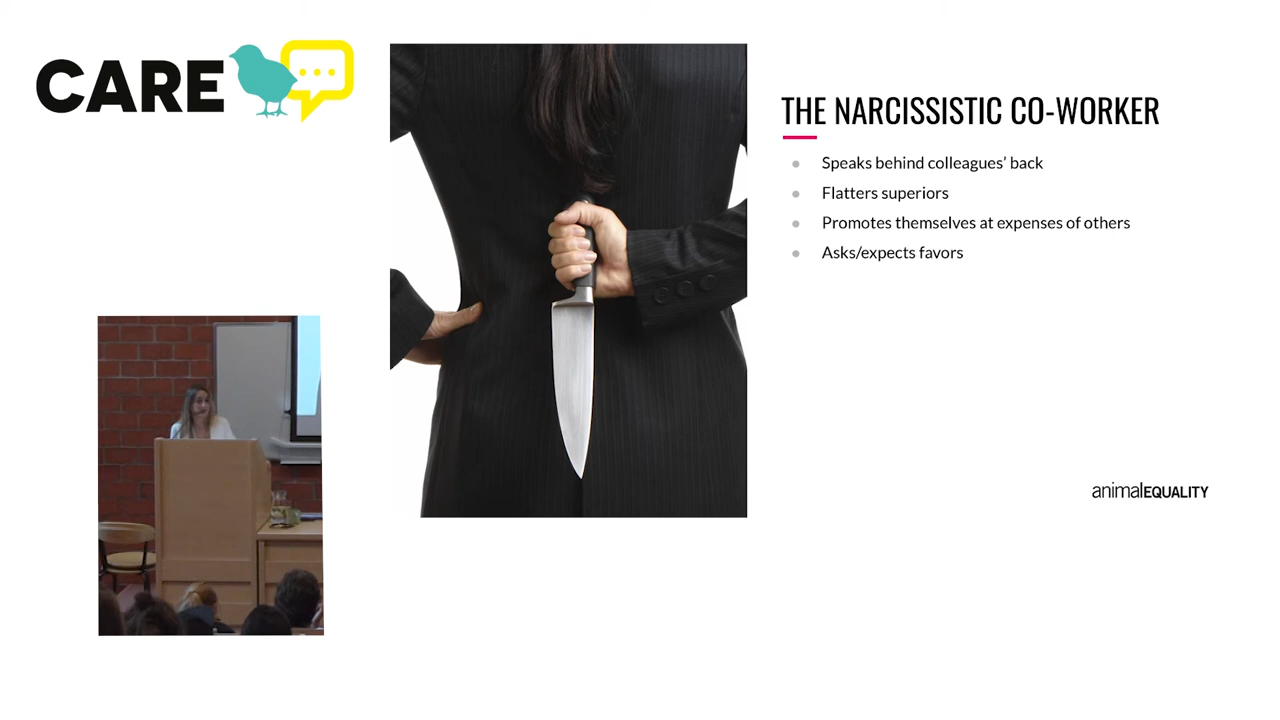 CARE
THE NARCISSISTIC CO-WORKER
Speaks behind colleagues’ back
Flatters superiors
Promotes themselves at expenses of others
Asks/expects favors
animalEQUALITY